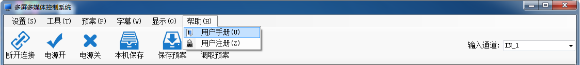 多屏多媒体控制系统
设置(S) 工具(T) 预案(F) 字幕(W) 显示(O) 帮助(H)
用户手册(U)
用户注册(Z)
断开连接 电源开 电源关 本机保存 保存预案 调取预案 输入通道: IN_1